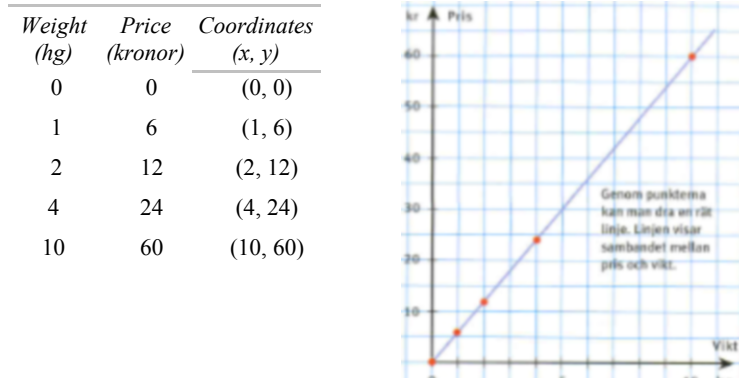 Weight Price Coordinates
(hg) (kronor) (x, y)
0 0 (0, 0)
1 6 (1, 6)
2 12 (2, 12)
4 24 (4, 24)
10 60 (10, 60)
kr Pris
60
50
40
30
20
10
Genom punkterna
kan man dra en rät
linje. Linjen visar
sambandet mellan
pris och vikt.
Vikt